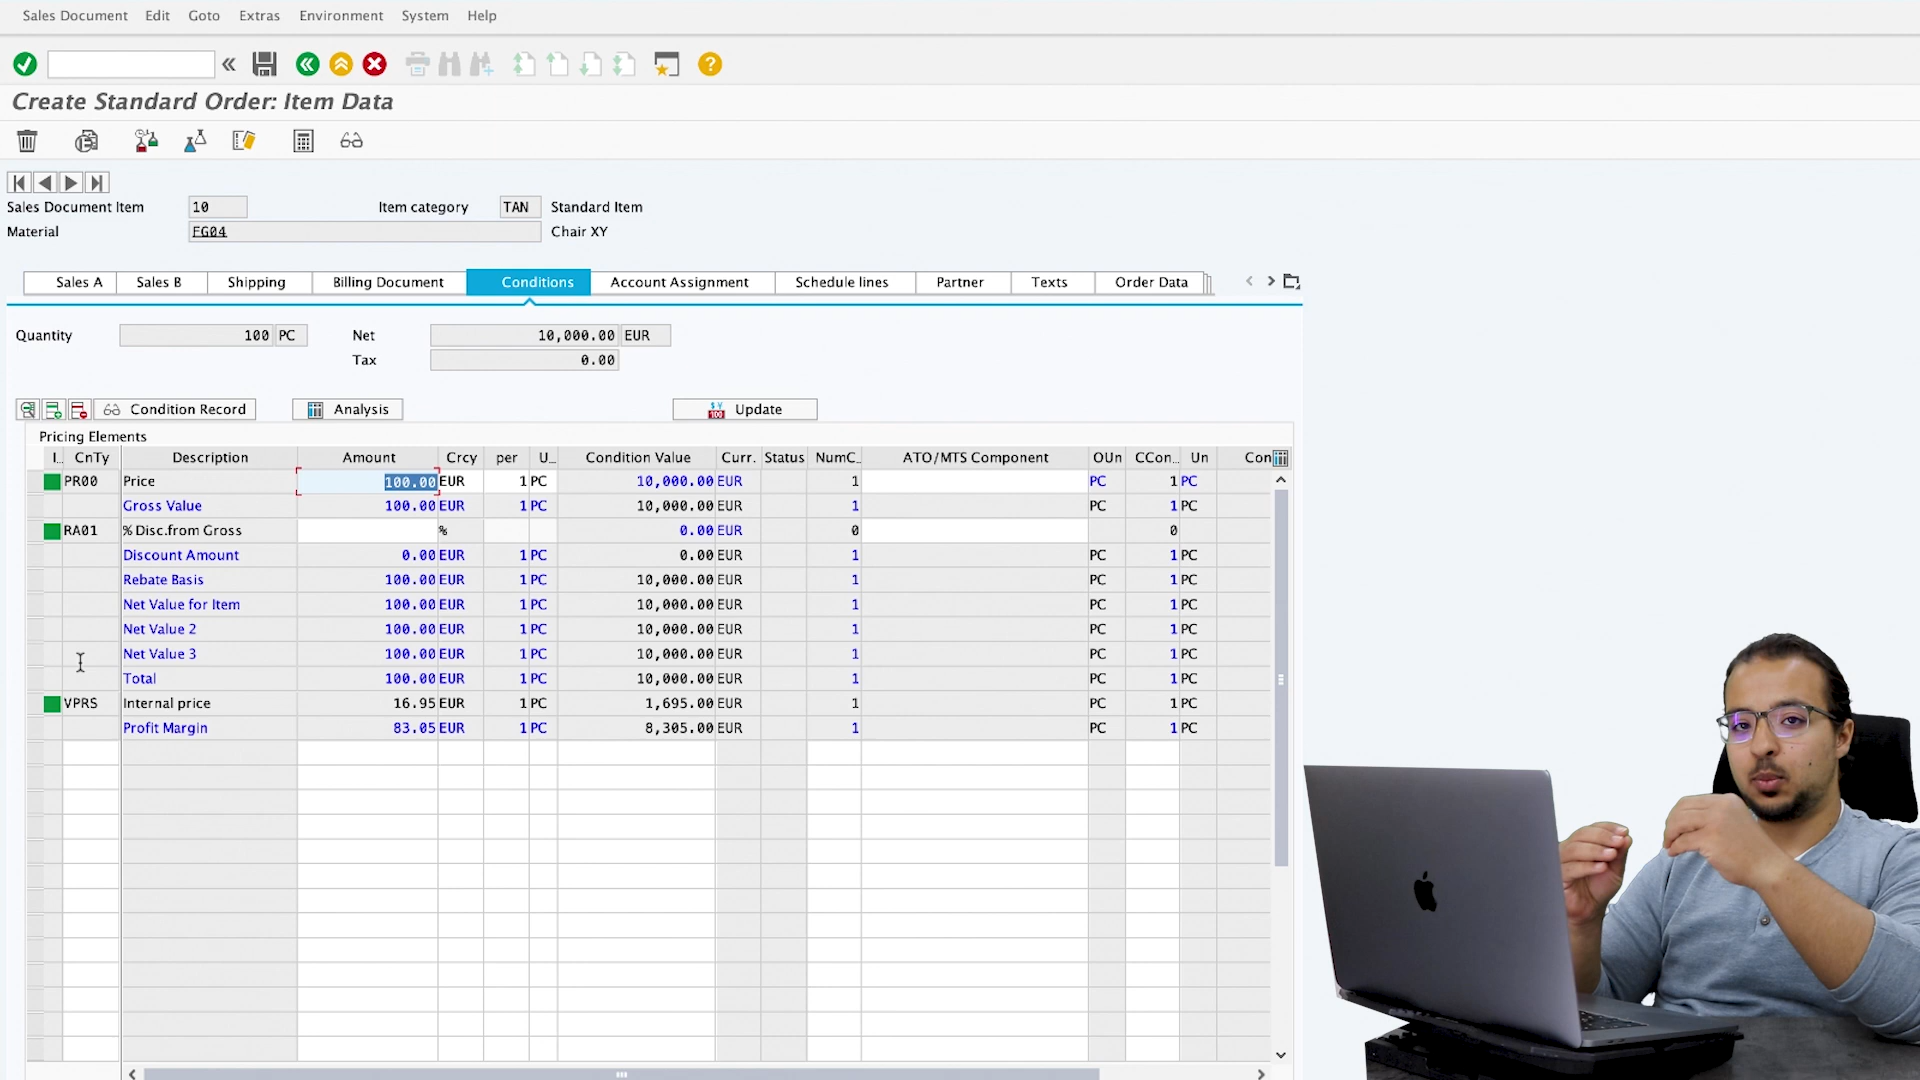 Sales Document Edit Goto Extras Environment System Help
Create Standard Order: Item Data
Sales Document Item 10 Item category TAN Standard Item
Material FG04 Chair XY
Sales A Sales B Shipping Billing Document Conditions Account Assignment Schedule lines Partner Texts Order Data
Quantity 100 PC Net 10,000.00 EUR
Tax 0.00
Condition Record Analysis Update
Pricing Elements
I.. CnTy Description Amount Crcy per U... Condition Value Curr. Status NumC... ATO/MTS Component OUn CCon... Un Con
PR00 Price 100.00 EUR 1 PC 10,000.00 EUR 1 PC 1 PC
Gross Value 100.00 EUR 1 PC 10,000.00 EUR 1 PC 1 PC
RA01 % Disc.from Gross % 0.00 EUR 0 0
Discount Amount 0.00 EUR 1 PC 0.00 EUR 1 PC 1 PC
Rebate Basis 100.00 EUR 1 PC 10,000.00 EUR 1 PC 1 PC
Net Value for Item 100.00 EUR 1 PC 10,000.00 EUR 1 PC 1 PC
Net Value 2 100.00 EUR 1 PC 10,000.00 EUR 1 PC 1 PC
Net Value 3 100.00 EUR 1 PC 10,000.00 EUR 1 PC 1 PC
Total 100.00 EUR 1 PC 10,000.00 EUR 1 PC 1 PC
VPRS Internal price 16.95 EUR 1 PC 1,695.00 EUR 1 PC 1 PC
Profit Margin 83.05 EUR 1 PC 8,305.00 EUR 1 PC 1 PC